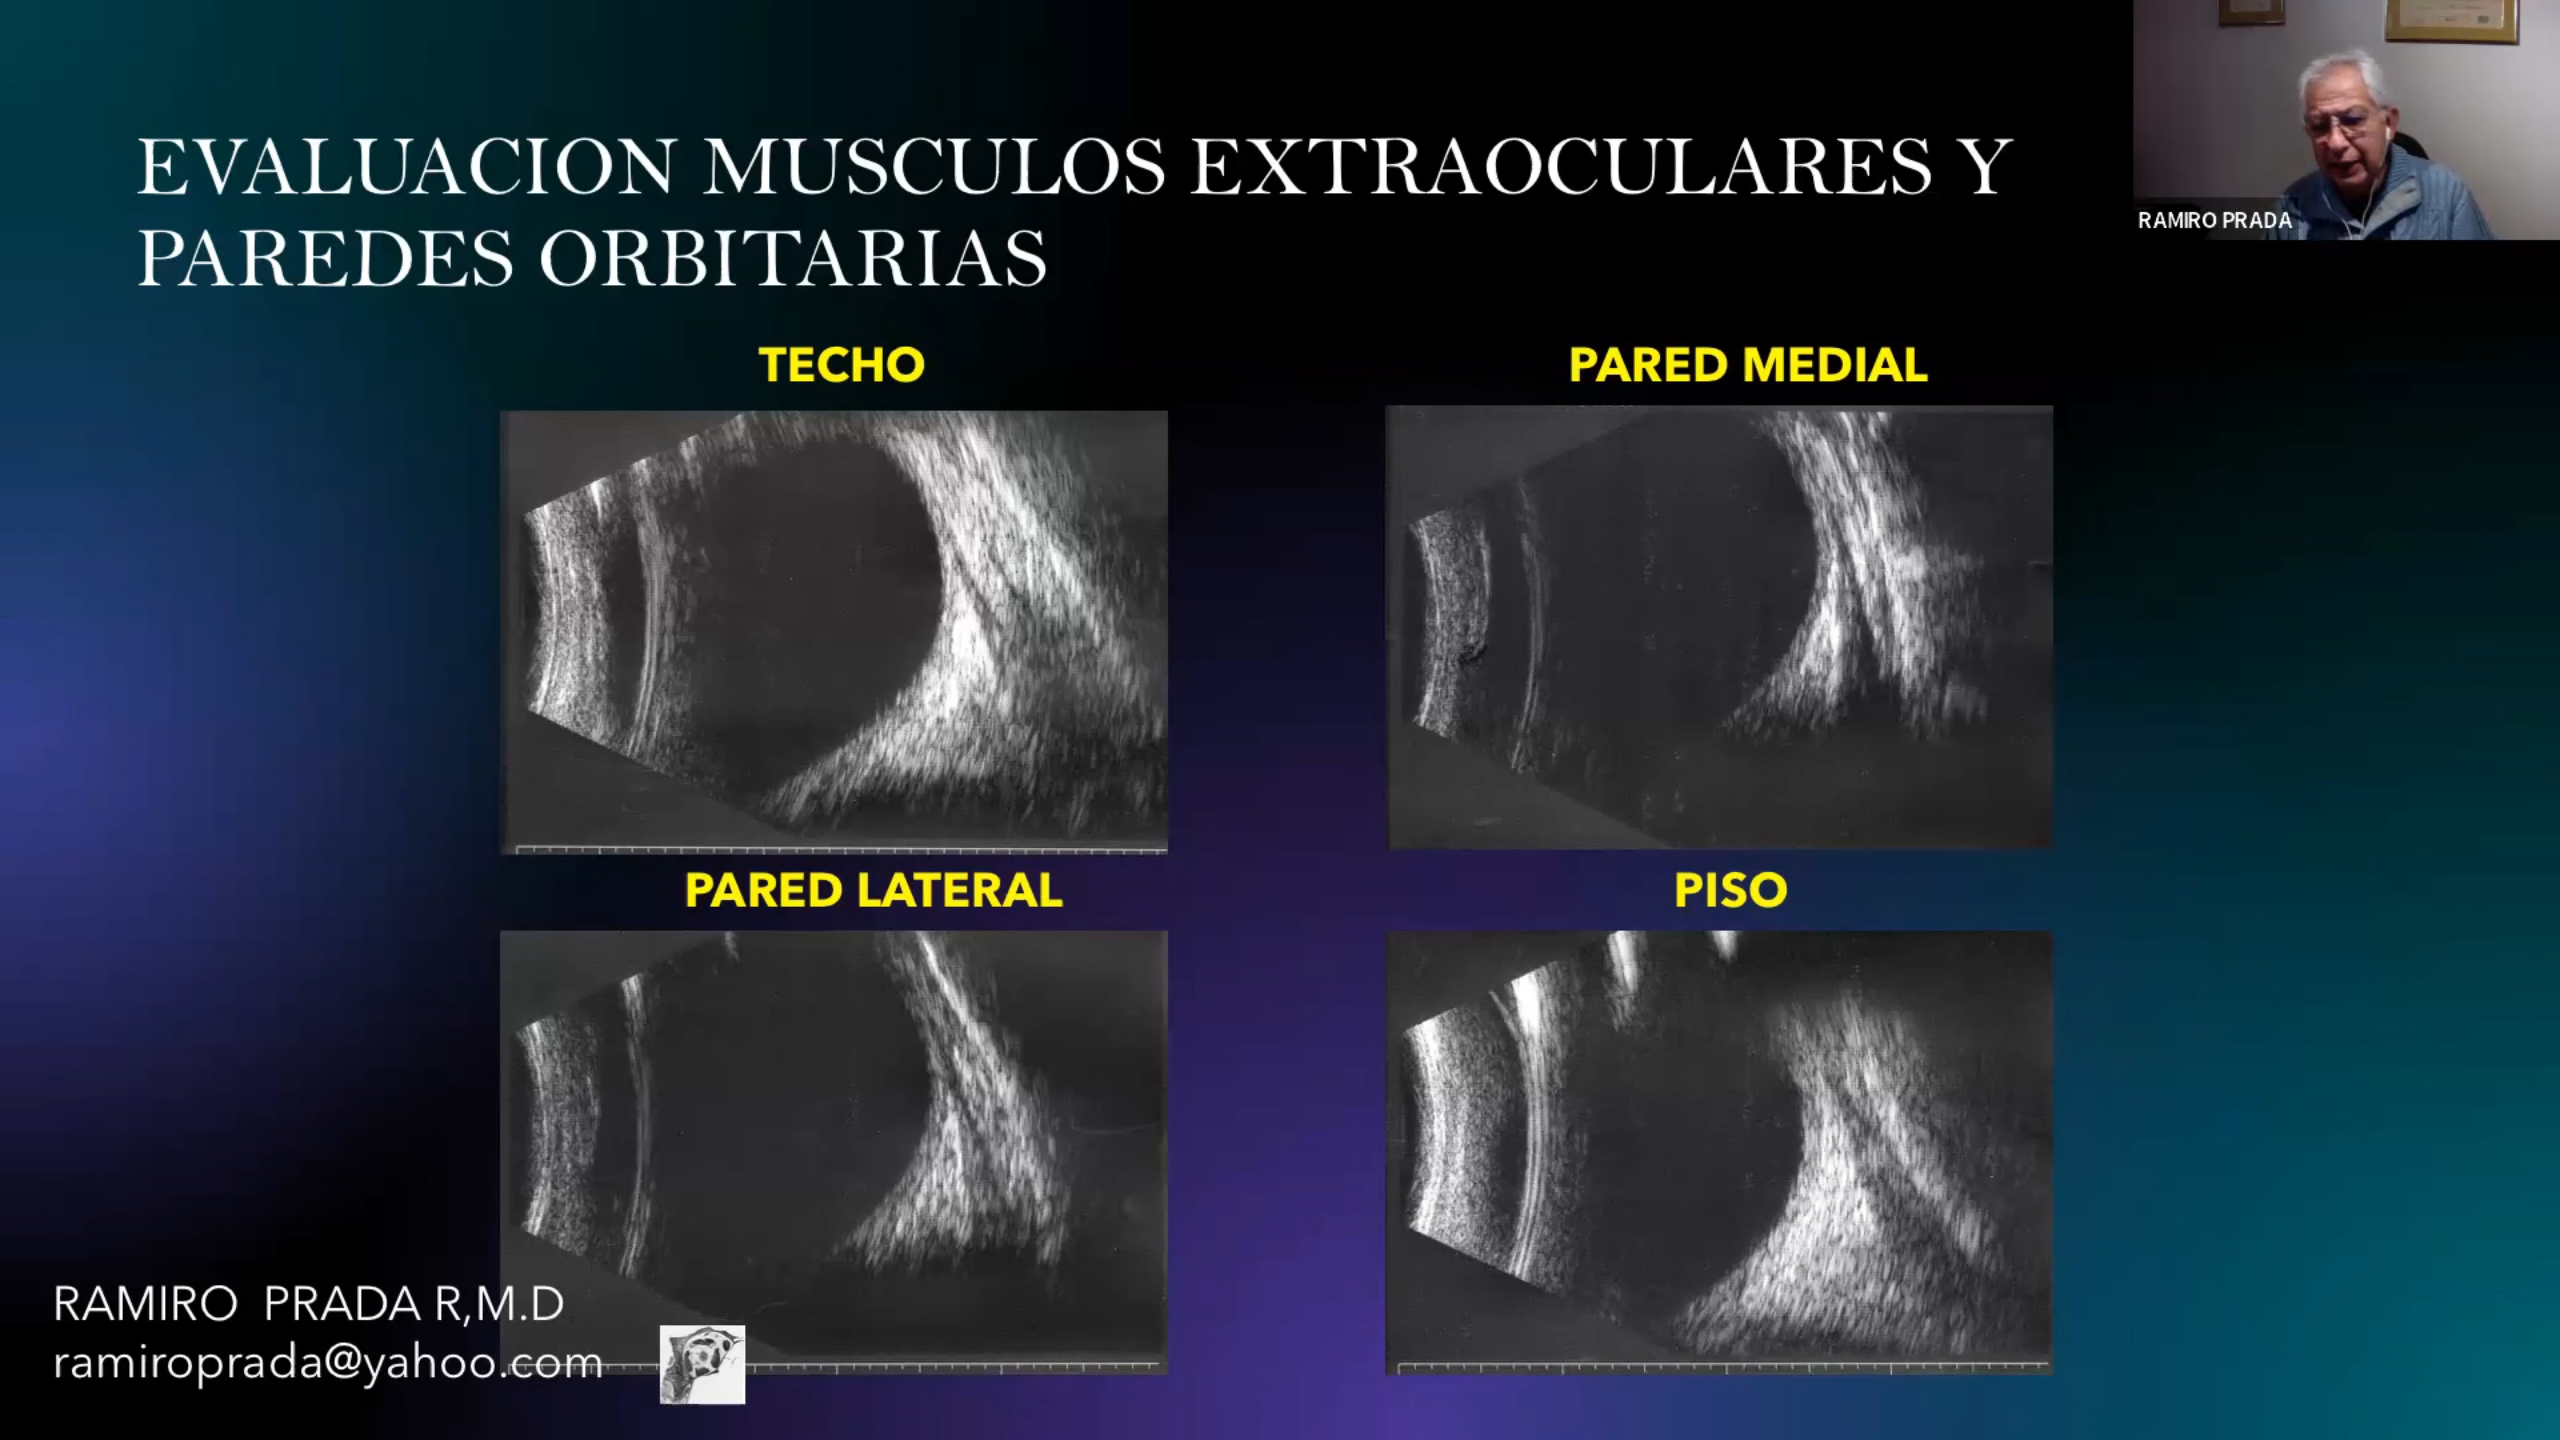 EVALUACION MUSCULOS EXTRAOCULARES Y
PAREDES ORBITARIAS
RAMIRO PRADA
TECHO
PARED MEDIAL
PARED LATERAL
PISO
RAMIRO PRADA R,M.D
ramiroprada@yahoo.com